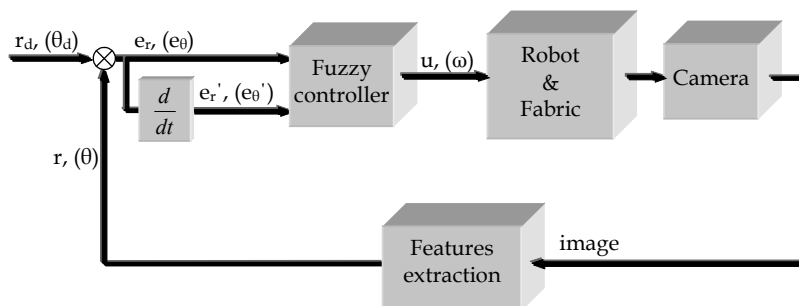 r_d, (θ_d)
e_r, (e_θ)
d
dt
e_r', (e_θ')
Fuzzy
controller
u, (ω)
Robot
&
Fabric
Camera
r, (θ)
Features
extraction
image